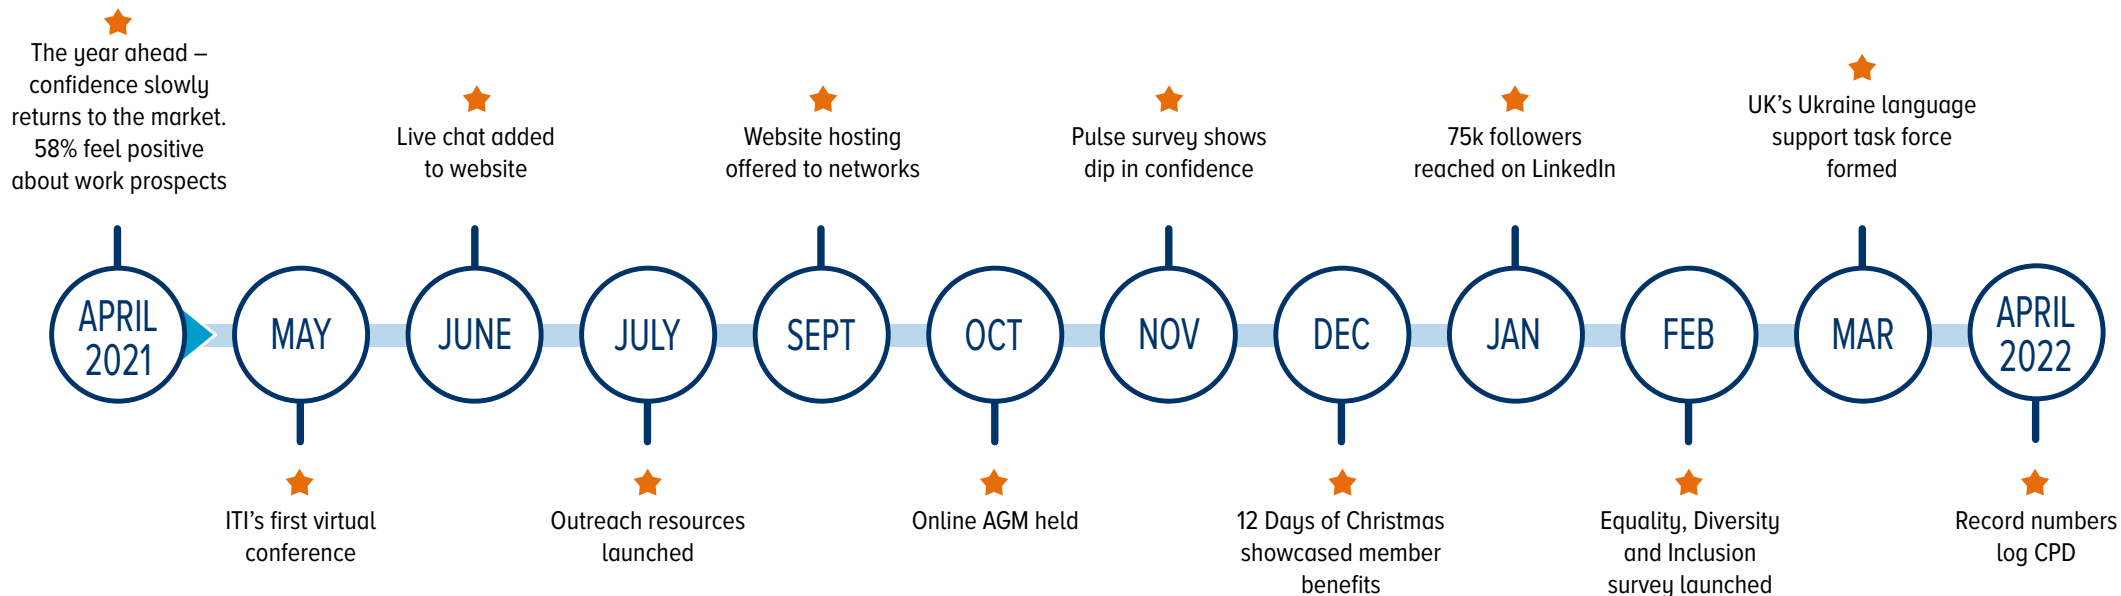 The year ahead –
confidence slowly
returns to the market.
58% feel positive
about work prospects
Live chat added
to website
Website hosting
offered to networks
Pulse survey shows
dip in confidence
75k followers
reached on LinkedIn
UK’s Ukraine language
support task force
formed
APRIL
2021
MAY
JUNE
JULY
SEPT
OCT
NOV
DEC
JAN
FEB
MAR
APRIL
2022
ITI’s first virtual
conference
Outreach resources
launched
Online AGM held
12 Days of Christmas
showcased member
benefits
Equality, Diversity
and Inclusion
survey launched
Record numbers
log CPD